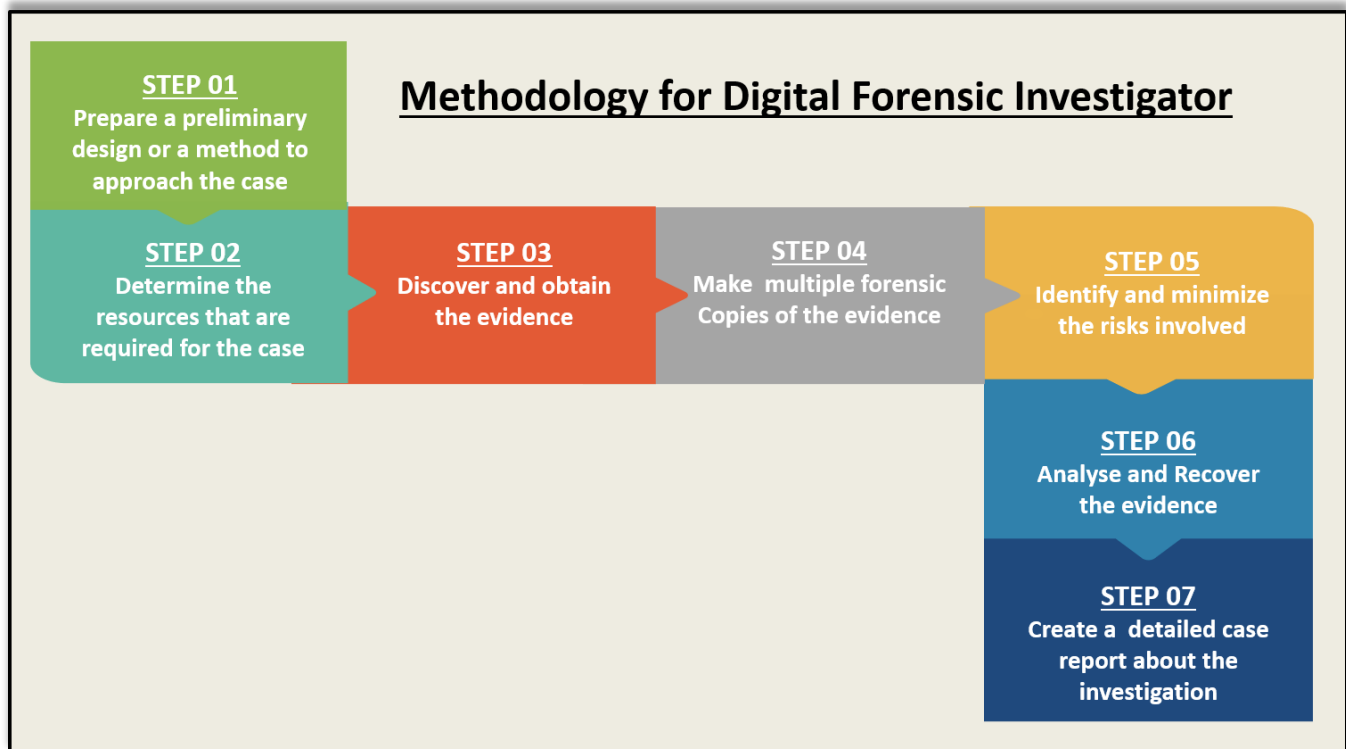 Methodology for Digital Forensic Investigator
STEP 01
Prepare a preliminary
design or a method to
approach the case
STEP 02
Determine the
resources that are
required for the case
STEP 03
Discover and obtain
the evidence
STEP 04
Make  multiple forensic
Copies of the evidence
STEP 05
Identify and minimize
the risks involved
STEP 06
Analyse and Recover
the evidence
STEP 07
Create a  detailed case
report about the
investigation